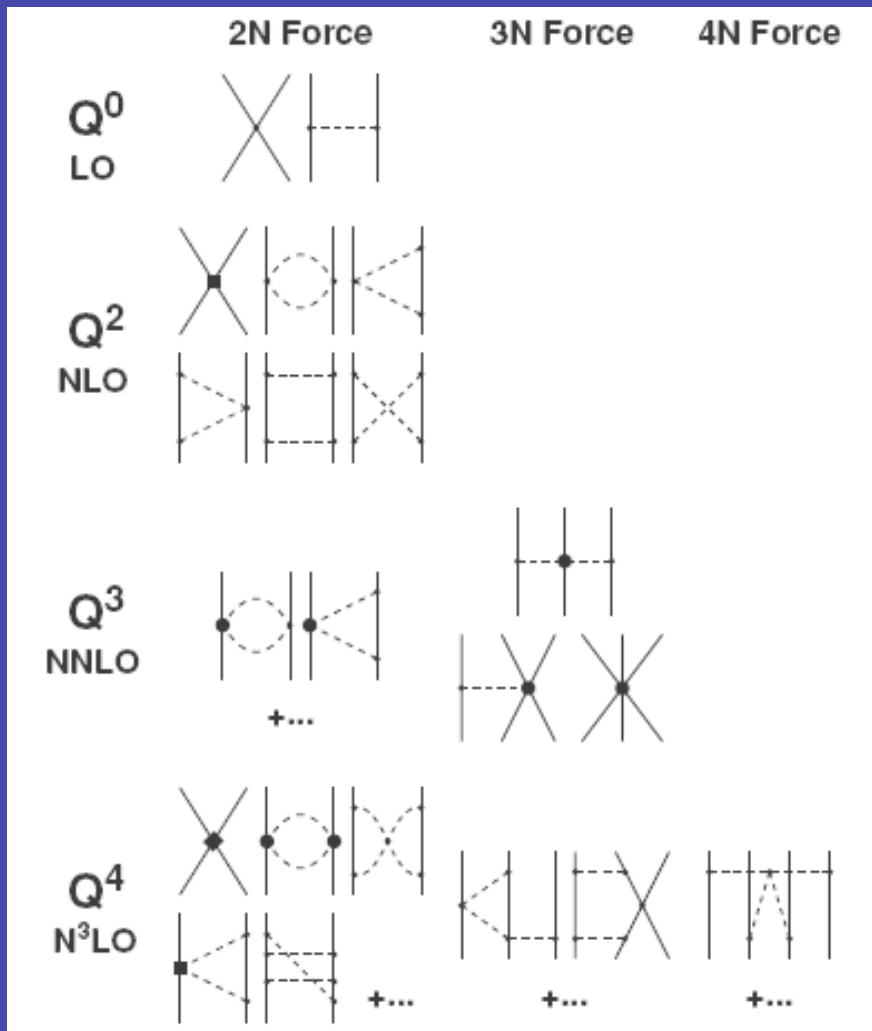 2N Force 3N Force 4N Force
Q⁰
LO
Q²
NLO
Q³
NNLO
+...
Q⁴
N³LO
+... +... +...